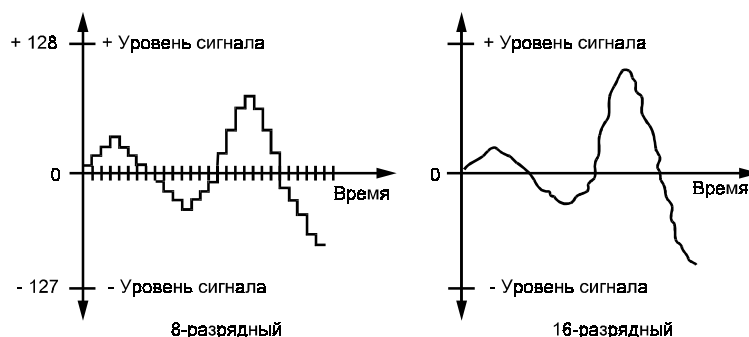 + 128
+ Уровень сигнала
0
Время
- 127
- Уровень сигнала
8-разрядный
+ Уровень сигнала
0
Время
- Уровень сигнала
16-разрядный